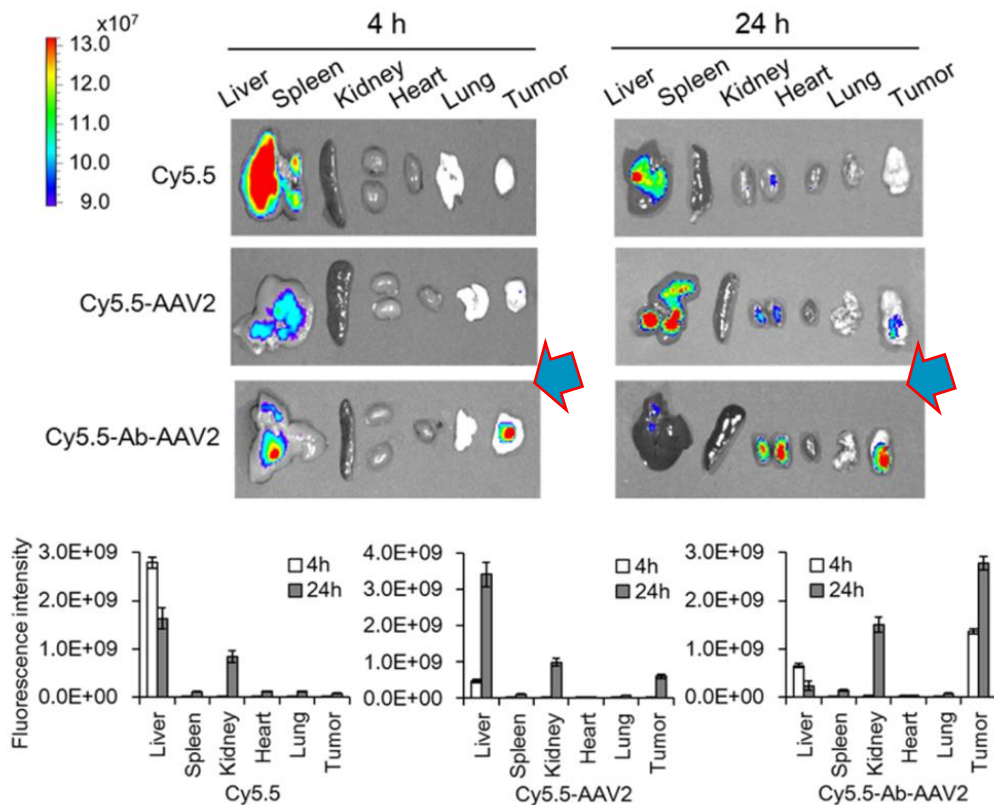 4 h
24 h
x10⁷
13.0
11.0
10.0
9.0
Liver
Spleen
Kidney
Heart
Lung
Tumor
Liver
Spleen
Kidney
Heart
Lung
Tumor
Cy5.5
Cy5.5-AAV2
Cy5.5-Ab-AAV2
Fluorescence intensity
3.0E+09
2.0E+09
1.0E+09
0.0E+00
4h
24h
Liver
Spleen
Kidney
Heart
Lung
Tumor
Cy5.5
4.0E+09
3.0E+09
2.0E+09
1.0E+09
0.0E+00
4h
24h
Liver
Spleen
Kidney
Heart
Lung
Tumor
Cy5.5-AAV2
3.0E+09
2.0E+09
1.0E+09
0.0E+00
4h
24h
Liver
Spleen
Kidney
Heart
Lung
Tumor
Cy5.5-Ab-AAV2